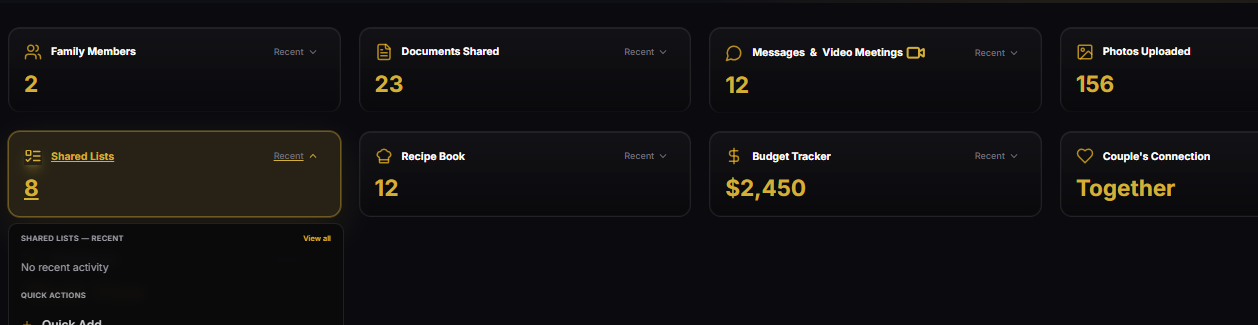 Family Members
Recent
2
Documents Shared
Recent
23
Messages & Video Meetings
Recent
12
Photos Uploaded
156
Shared Lists
Recent
8
Recipe Book
Recent
12
Budget Tracker
Recent
$2,450
Couple's Connection
Together
SHARED LISTS — RECENT
View all
No recent activity
QUICK ACTIONS
Quick Add